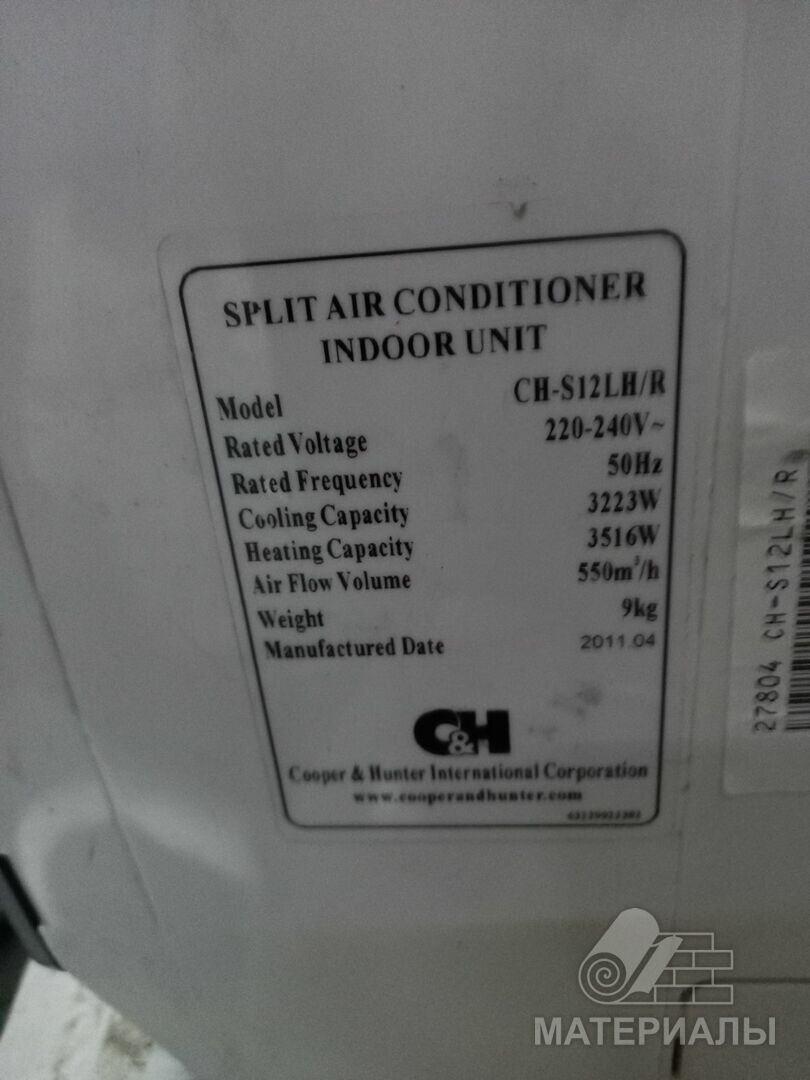 SPLIT AIR CONDITIONER
INDOOR UNIT
Model CH-S12LH/R
Rated Voltage 220-240V~
Rated Frequency 50Hz
Cooling Capacity 3223W
Heating Capacity 3516W
Air Flow Volume 550m³/h
Weight 9kg
Manufactured Date 2011.04
C&H
Cooper & Hunter International Corporation
www.cooperandhunter.com
27804 CH-S12LH/R
МАТЕРИАЛЫ